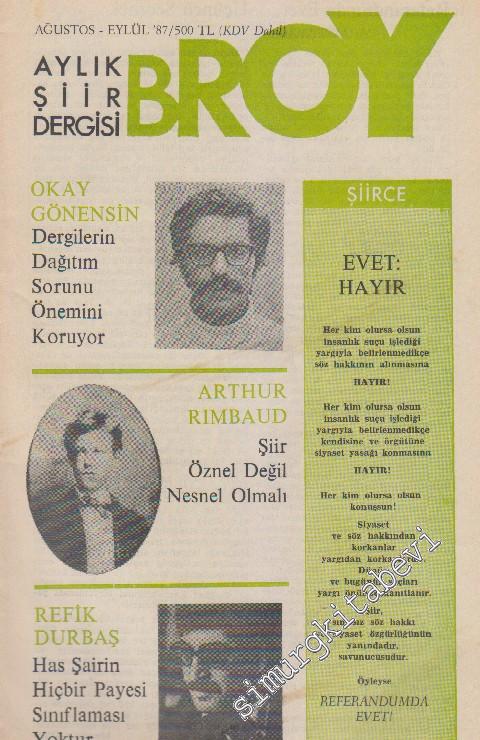 AĞUSTOS - EYLÜL '87/500 TL (KDV Dahil)
AYLIK
ŞİİR
DERGİSİ
BROY
OKAY
GÖNENSİN
Dergilerin
Dağıtım
Sorunu
Önemini
Koruyor
ARTHUR
RIMBAUD
Şiir
Öznel Değil
Nesnel Olmalı
REFİK
DURBAŞ
Has Şairin
Hiçbir Payesi
Sınıflaması
Yoktur
ŞİİRCE
EVET:
HAYIR
Her kim olursa olsun
insanlık suçu işlediği
yargıyla belirlenmedikçe
söz hakkının alınmasına
HAYIR!
Her kim olursa olsun
insanlık suçu işlediği
yargıyla belirlenmedikçe
kendisine ve örgütüne
siyaset yasağı konmasına
HAYIR!
Her kim olursa olsun
konuşsun!
Siyaset
ve söz hakkından
korkanlar
yargıdan
ve
yargı
Şiir,
söz hakkı
siyaset özgürlüğünün
yanındadır,
savunucusudur.
Öyleyse
REFERANDUMDA
EVET!
simurgkitabevi